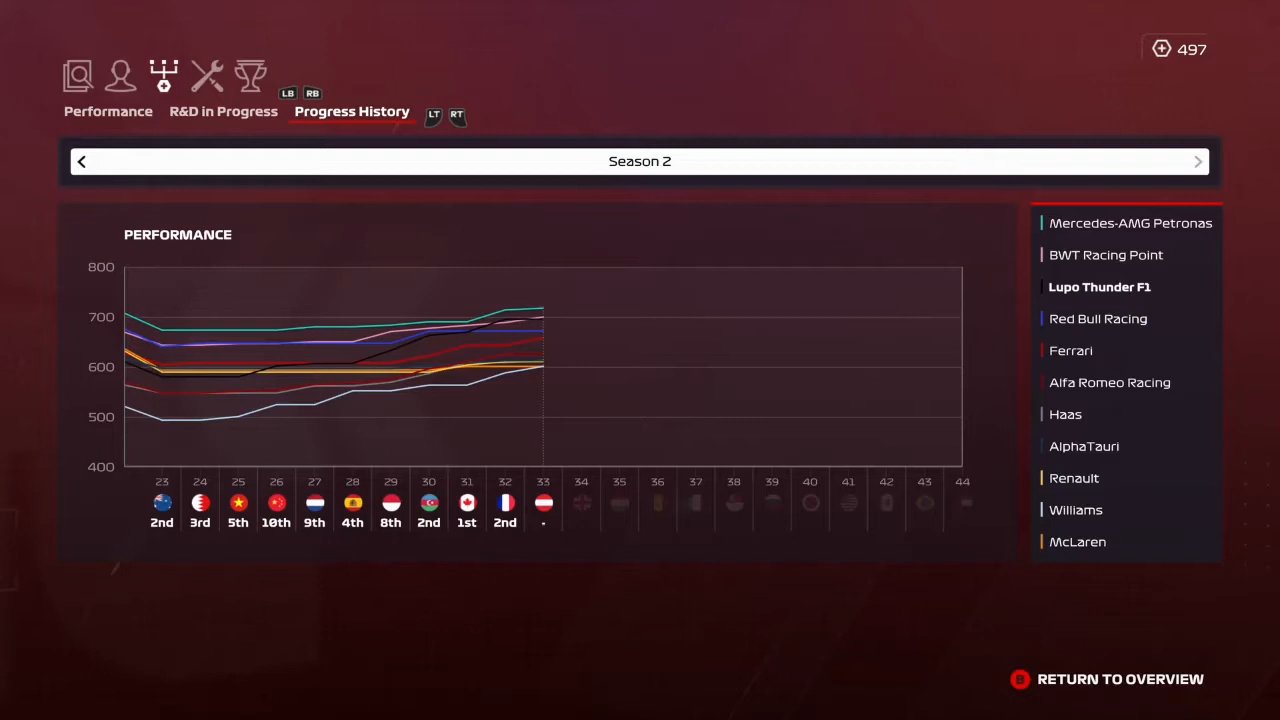 497
LB RB
Performance R&D in Progress Progress History LT RT
Season 2
PERFORMANCE
800
700
600
500
400
23 24 25 26 27 28 29 30 31 32 33 34 35 36 37 38 39 40 41 42 43 44
2nd 3rd 5th 10th 9th 4th 8th 2nd 1st 2nd -
Mercedes-AMG Petronas
BWT Racing Point
Lupo Thunder F1
Red Bull Racing
Ferrari
Alfa Romeo Racing
Haas
AlphaTauri
Renault
Williams
McLaren
B RETURN TO OVERVIEW